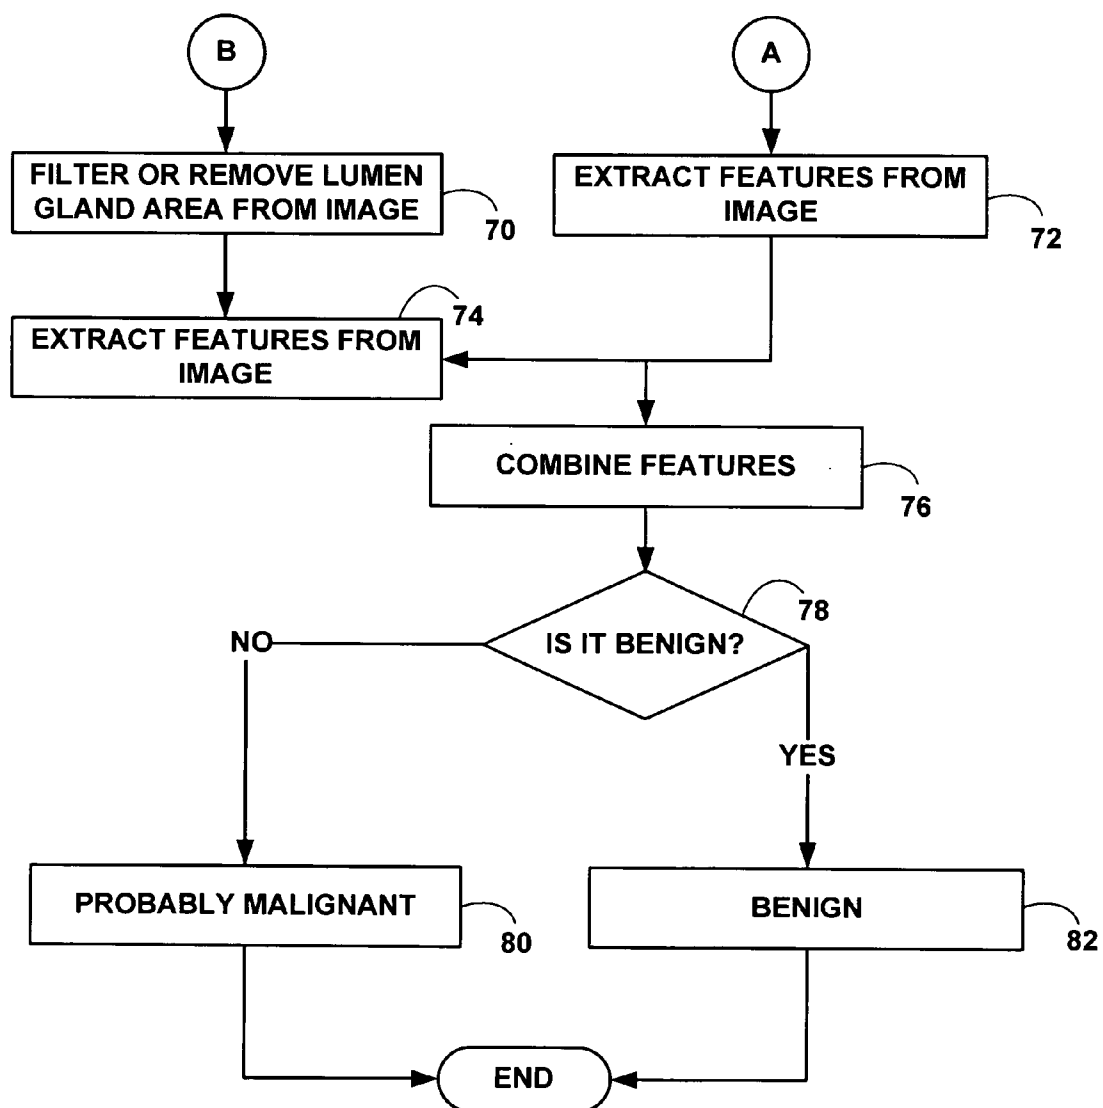 B
A
FILTER OR REMOVE LUMEN
GLAND AREA FROM IMAGE
70
EXTRACT FEATURES FROM
IMAGE
72
74
EXTRACT FEATURES FROM
IMAGE
COMBINE FEATURES
76
78
IS IT BENIGN?
NO
YES
PROBABLY MALIGNANT
80
BENIGN
82
END